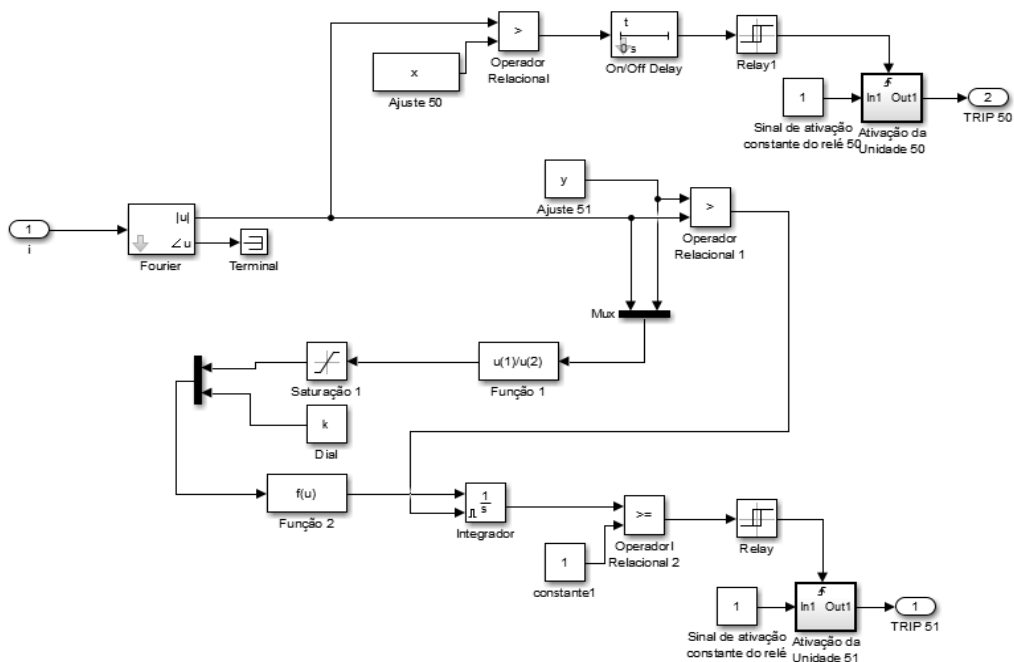 t
0 s
>
Operador
Relacional
On/Off Delay
Relay1
x
Ajuste 50
1
Sinal de ativação
constante do relé 50
In1 Out1
Ativação da
Unidade 50
2
TRIP 50
y
Ajuste 51
>
Operador
Relacional 1
1
i
|u|
∠u
Fourier
Terminal
Mux
u(1)/u(2)
Função 1
Saturação 1
k
Dial
f(u)
Função 2
1
s
Integrador
>=
Operadorl
Relacional 2
Relay
1
constante1
1
Sinal de ativação
constante do relé
In1 Out1
Ativação da
Unidade 51
1
TRIP 51